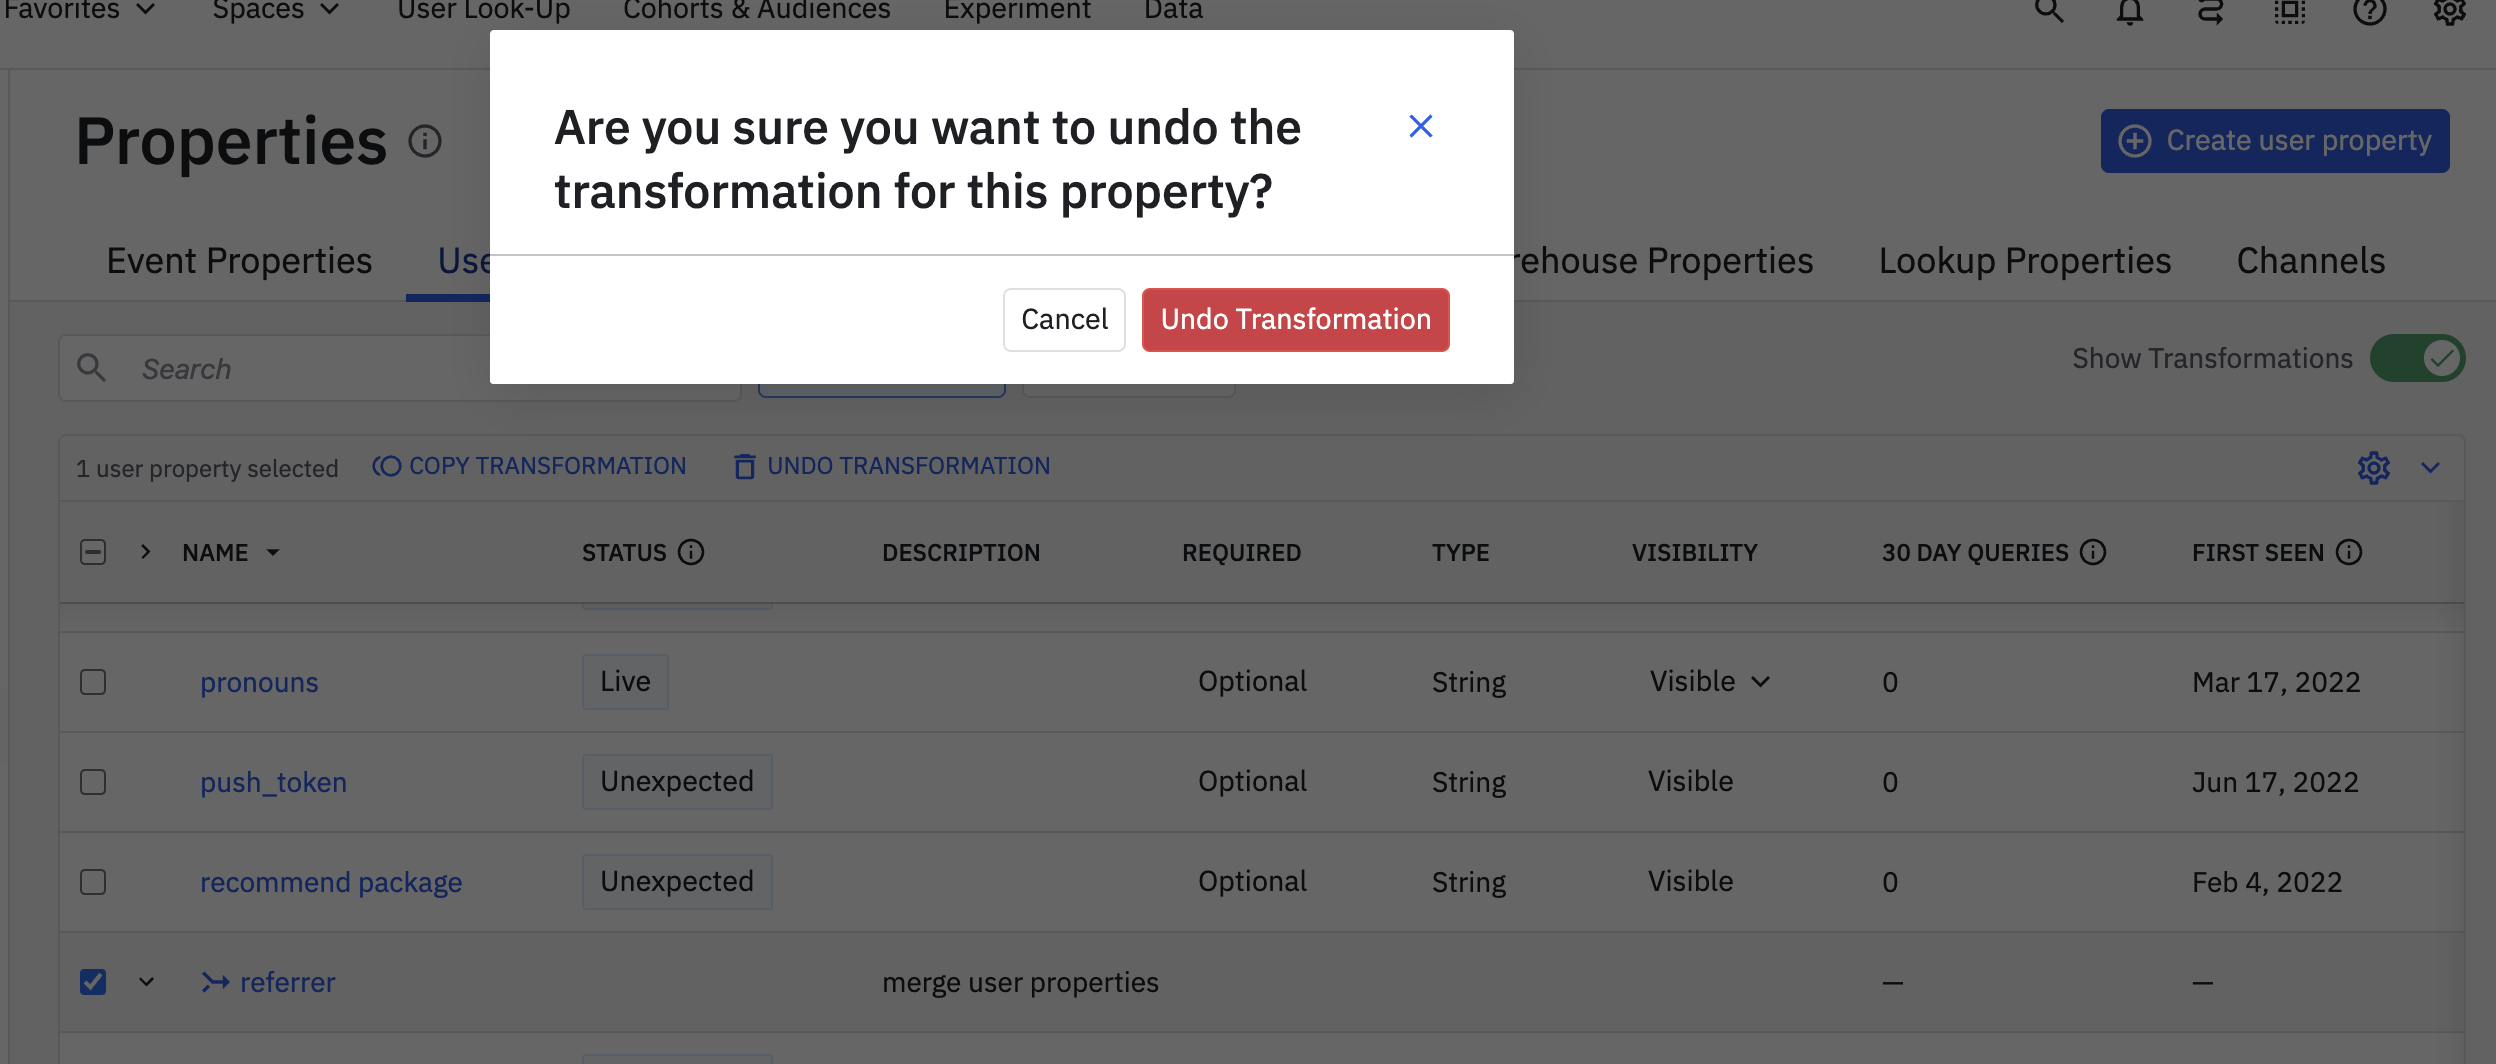 Favorites Spaces User Look-Up Cohorts & Audiences Experiment Data
Are you sure you want to undo the
transformation for this property?
Cancel Undo Transformation
Properties
Create user property
Event Properties Use rehouse Properties Lookup Properties Channels
Search
Show Transformations
1 user property selected COPY TRANSFORMATION UNDO TRANSFORMATION
NAME STATUS DESCRIPTION REQUIRED TYPE VISIBILITY 30 DAY QUERIES FIRST SEEN
pronouns Live Optional String Visible 0 Mar 17, 2022
push_token Unexpected Optional String Visible 0 Jun 17, 2022
recommend package Unexpected Optional String Visible 0 Feb 4, 2022
referrer merge user properties — —